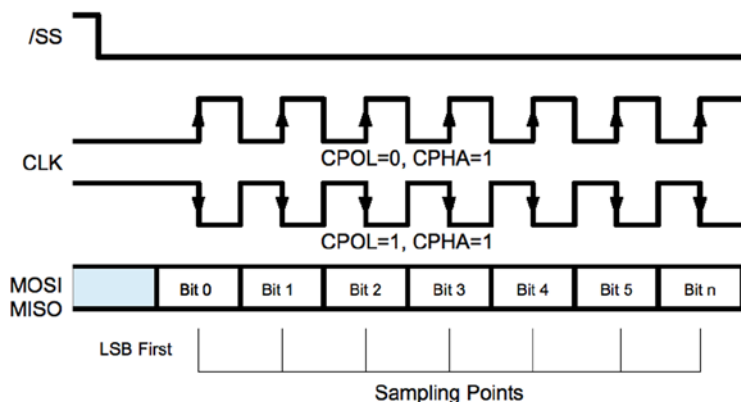 /SS
CLK
CPOL=0, CPHA=1
CPOL=1, CPHA=1
MOSI
MISO
Bit 0 Bit 1 Bit 2 Bit 3 Bit 4 Bit 5 Bit n
LSB First
Sampling Points